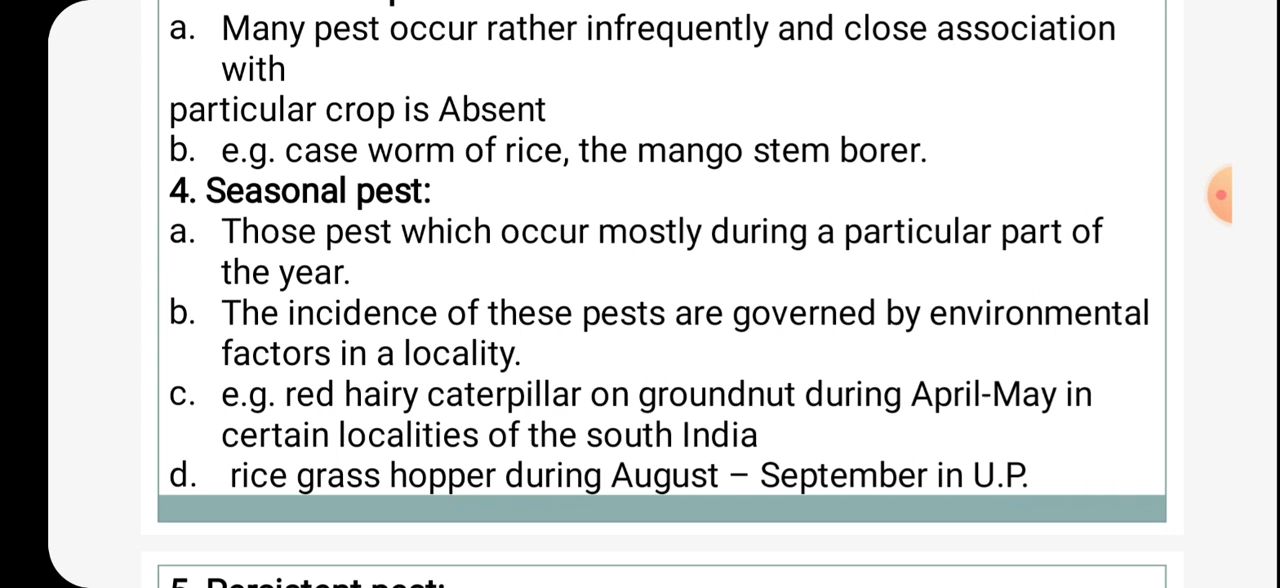 a. Many pest occur rather infrequently and close association
with
particular crop is Absent
b. e.g. case worm of rice, the mango stem borer.
4. Seasonal pest:
a. Those pest which occur mostly during a particular part of
the year.
b. The incidence of these pests are governed by environmental
factors in a locality.
c. e.g. red hairy caterpillar on groundnut during April-May in
certain localities of the south India
d. rice grass hopper during August – September in U.P.
5. Persistent pest: